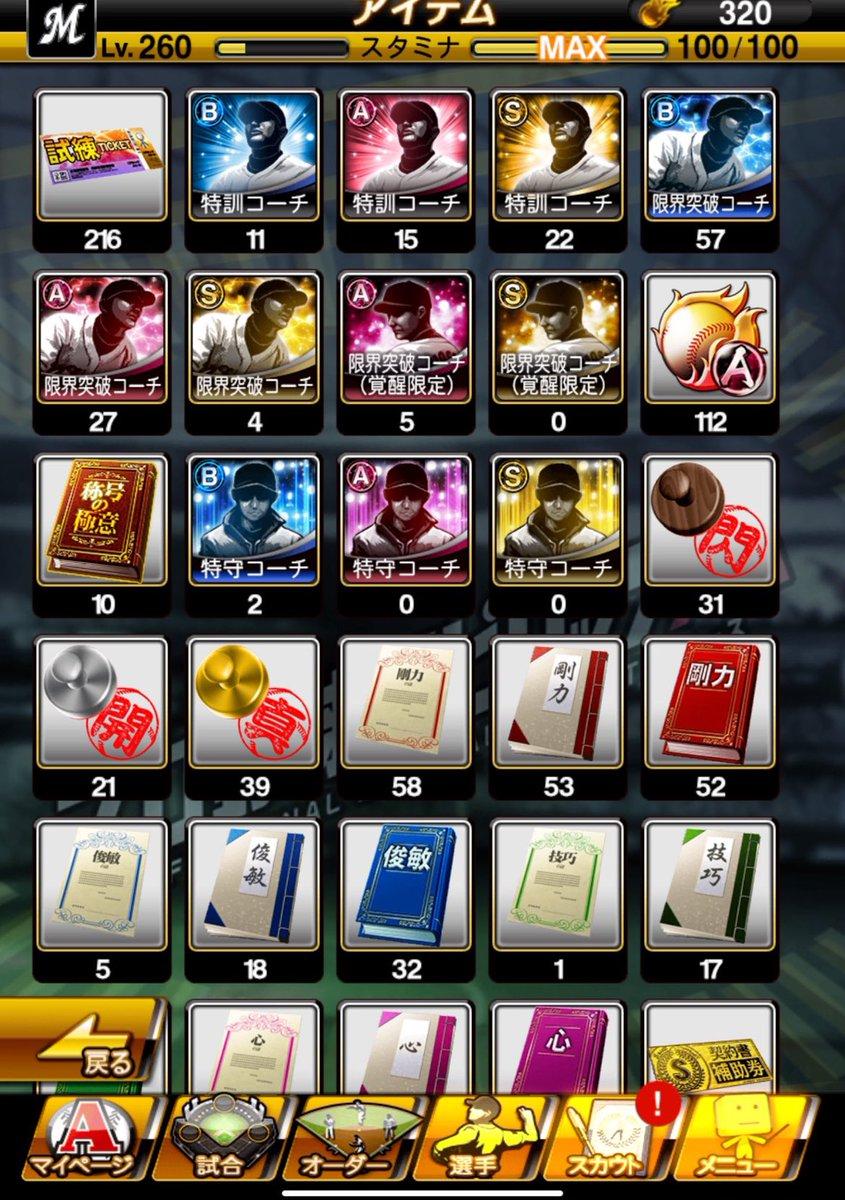 アイテム
320
M
Lv.260
スタミナ
MAX
100/100
試練TICKET
216
B
特訓コーチ
11
A
特訓コーチ
15
S
特訓コーチ
22
B
限界突破コーチ
57
A
限界突破コーチ
27
S
限界突破コーチ
4
A
限界突破コーチ
(覚醒限定)
5
S
限界突破コーチ
(覚醒限定)
0
A
112
称号
の
極意
10
B
特守コーチ
2
A
特守コーチ
0
S
特守コーチ
0
閃
31
開
21
真
39
剛力
58
剛力
53
剛力
52
俊敏
5
俊敏
18
俊敏
32
技巧
1
技巧
17
戻る
心
心
心
S
契約書
補助券
A
マイページ
試合
オーダー
選手
スカウト
!
メニュー